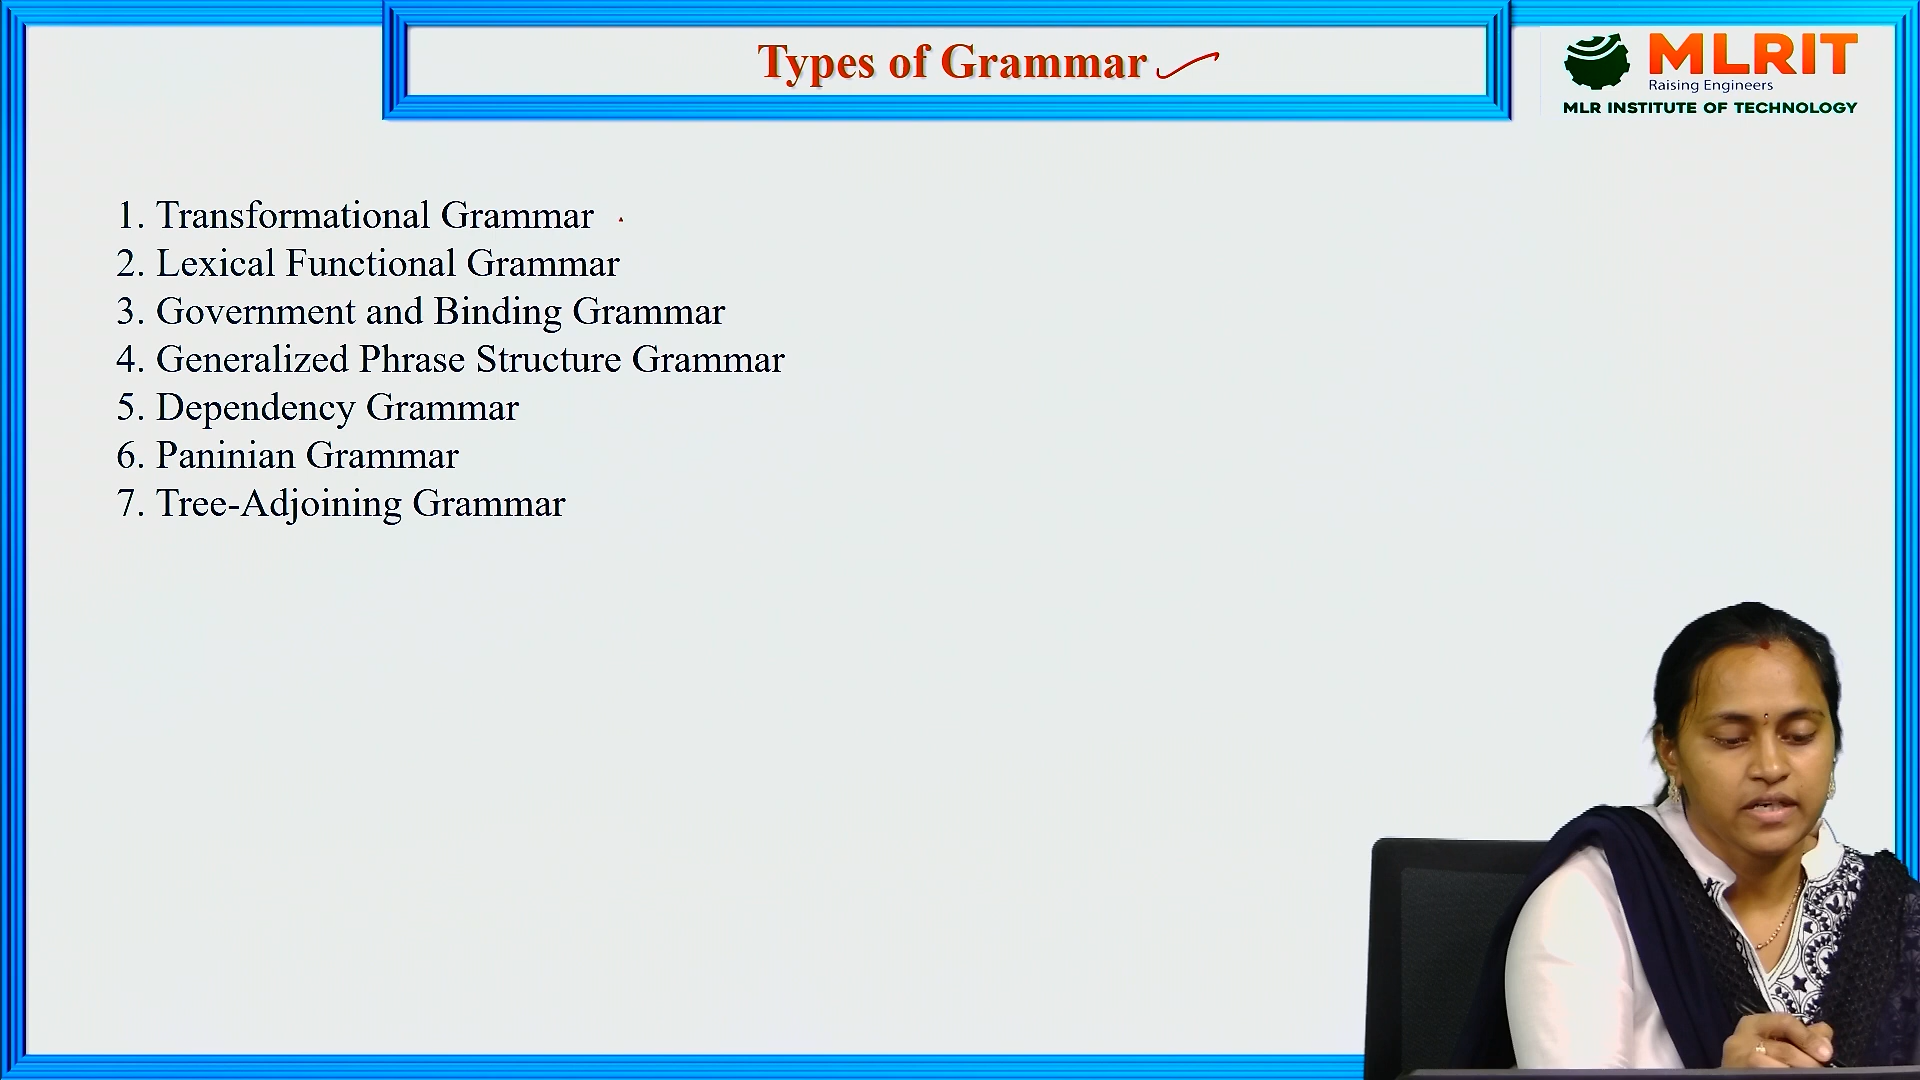 Types of Grammar
MLRIT
Raising Engineers
MLR INSTITUTE OF TECHNOLOGY
1. Transformational Grammar
2. Lexical Functional Grammar
3. Government and Binding Grammar
4. Generalized Phrase Structure Grammar
5. Dependency Grammar
6. Paninian Grammar
7. Tree-Adjoining Grammar